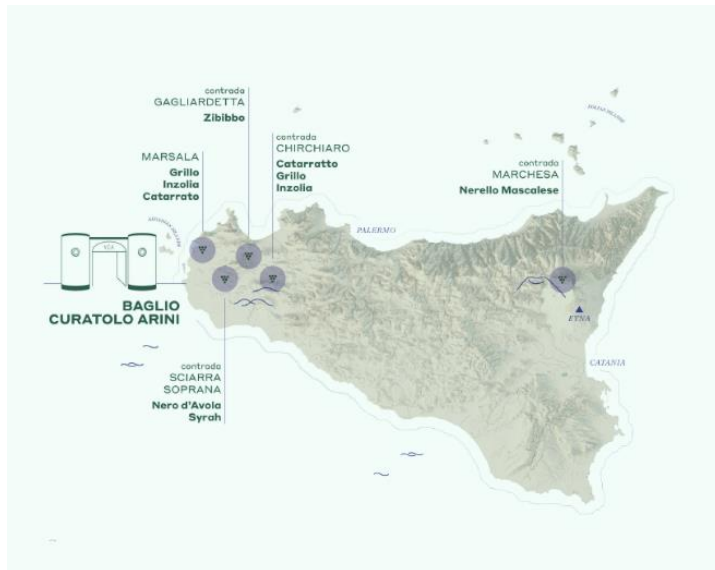 contrada
GAGLIARDETTA
Zibibbo
contrada
CHIRCHIARO
Catarratto
Grillo
Inzolia
MARSALA
Grillo
Inzolia
Catarrato
contrada
MARCHESA
Nerello Mascalese
PALERMO
BAGLIO
CURATOLO ARINI
ETNA
CATANIA
contrada
SCIARRA
SOPRANA
Nero d'Avola
Syrah